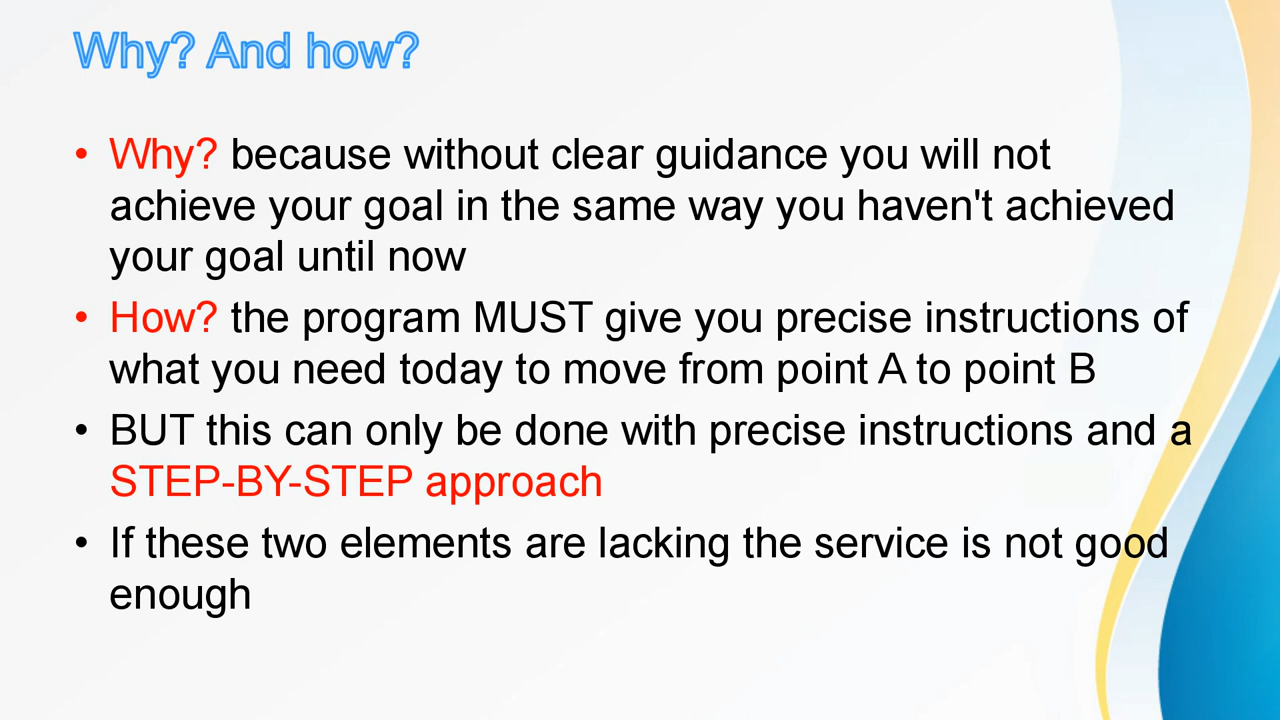 Why? And how?
• Why? because without clear guidance you will not
achieve your goal in the same way you haven't achieved
your goal until now
• How? the program MUST give you precise instructions of
what you need today to move from point A to point B
• BUT this can only be done with precise instructions and a
STEP-BY-STEP approach
• If these two elements are lacking the service is not good
enough